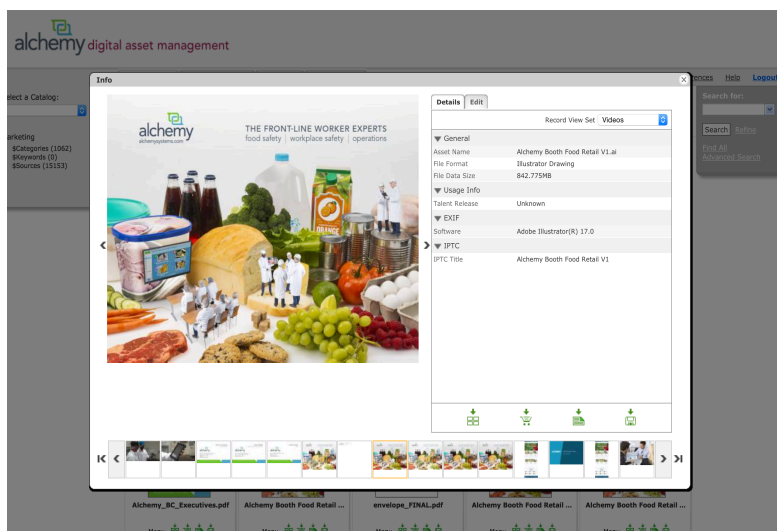 alchemy digital asset management
Info
X
ences Help Logout
elect a Catalog:
arketing
$Categories (1062)
$Keywords (0)
$Sources (15153)
Search for:
Search Refine
Find All
Advanced Search
alchemy
alchemysystems.com
THE FRONT-LINE WORKER EXPERTS
food safety | workplace safety | operations
ORANGE
Details Edit
Record View Set Videos
General
Asset Name Alchemy Booth Food Retail V1.ai
File Format Illustrator Drawing
File Data Size 842.775MB
Usage Info
Talent Release Unknown
EXIF
Software Adobe Illustrator(R) 17.0
IPTC
IPTC Title Alchemy Booth Food Retail V1
Alchemy_BC_Executives.pdf Alchemy Booth Food Retail ... envelope_FINAL.pdf Alchemy Booth Food Retail ... Alchemy Booth Food Retail ...